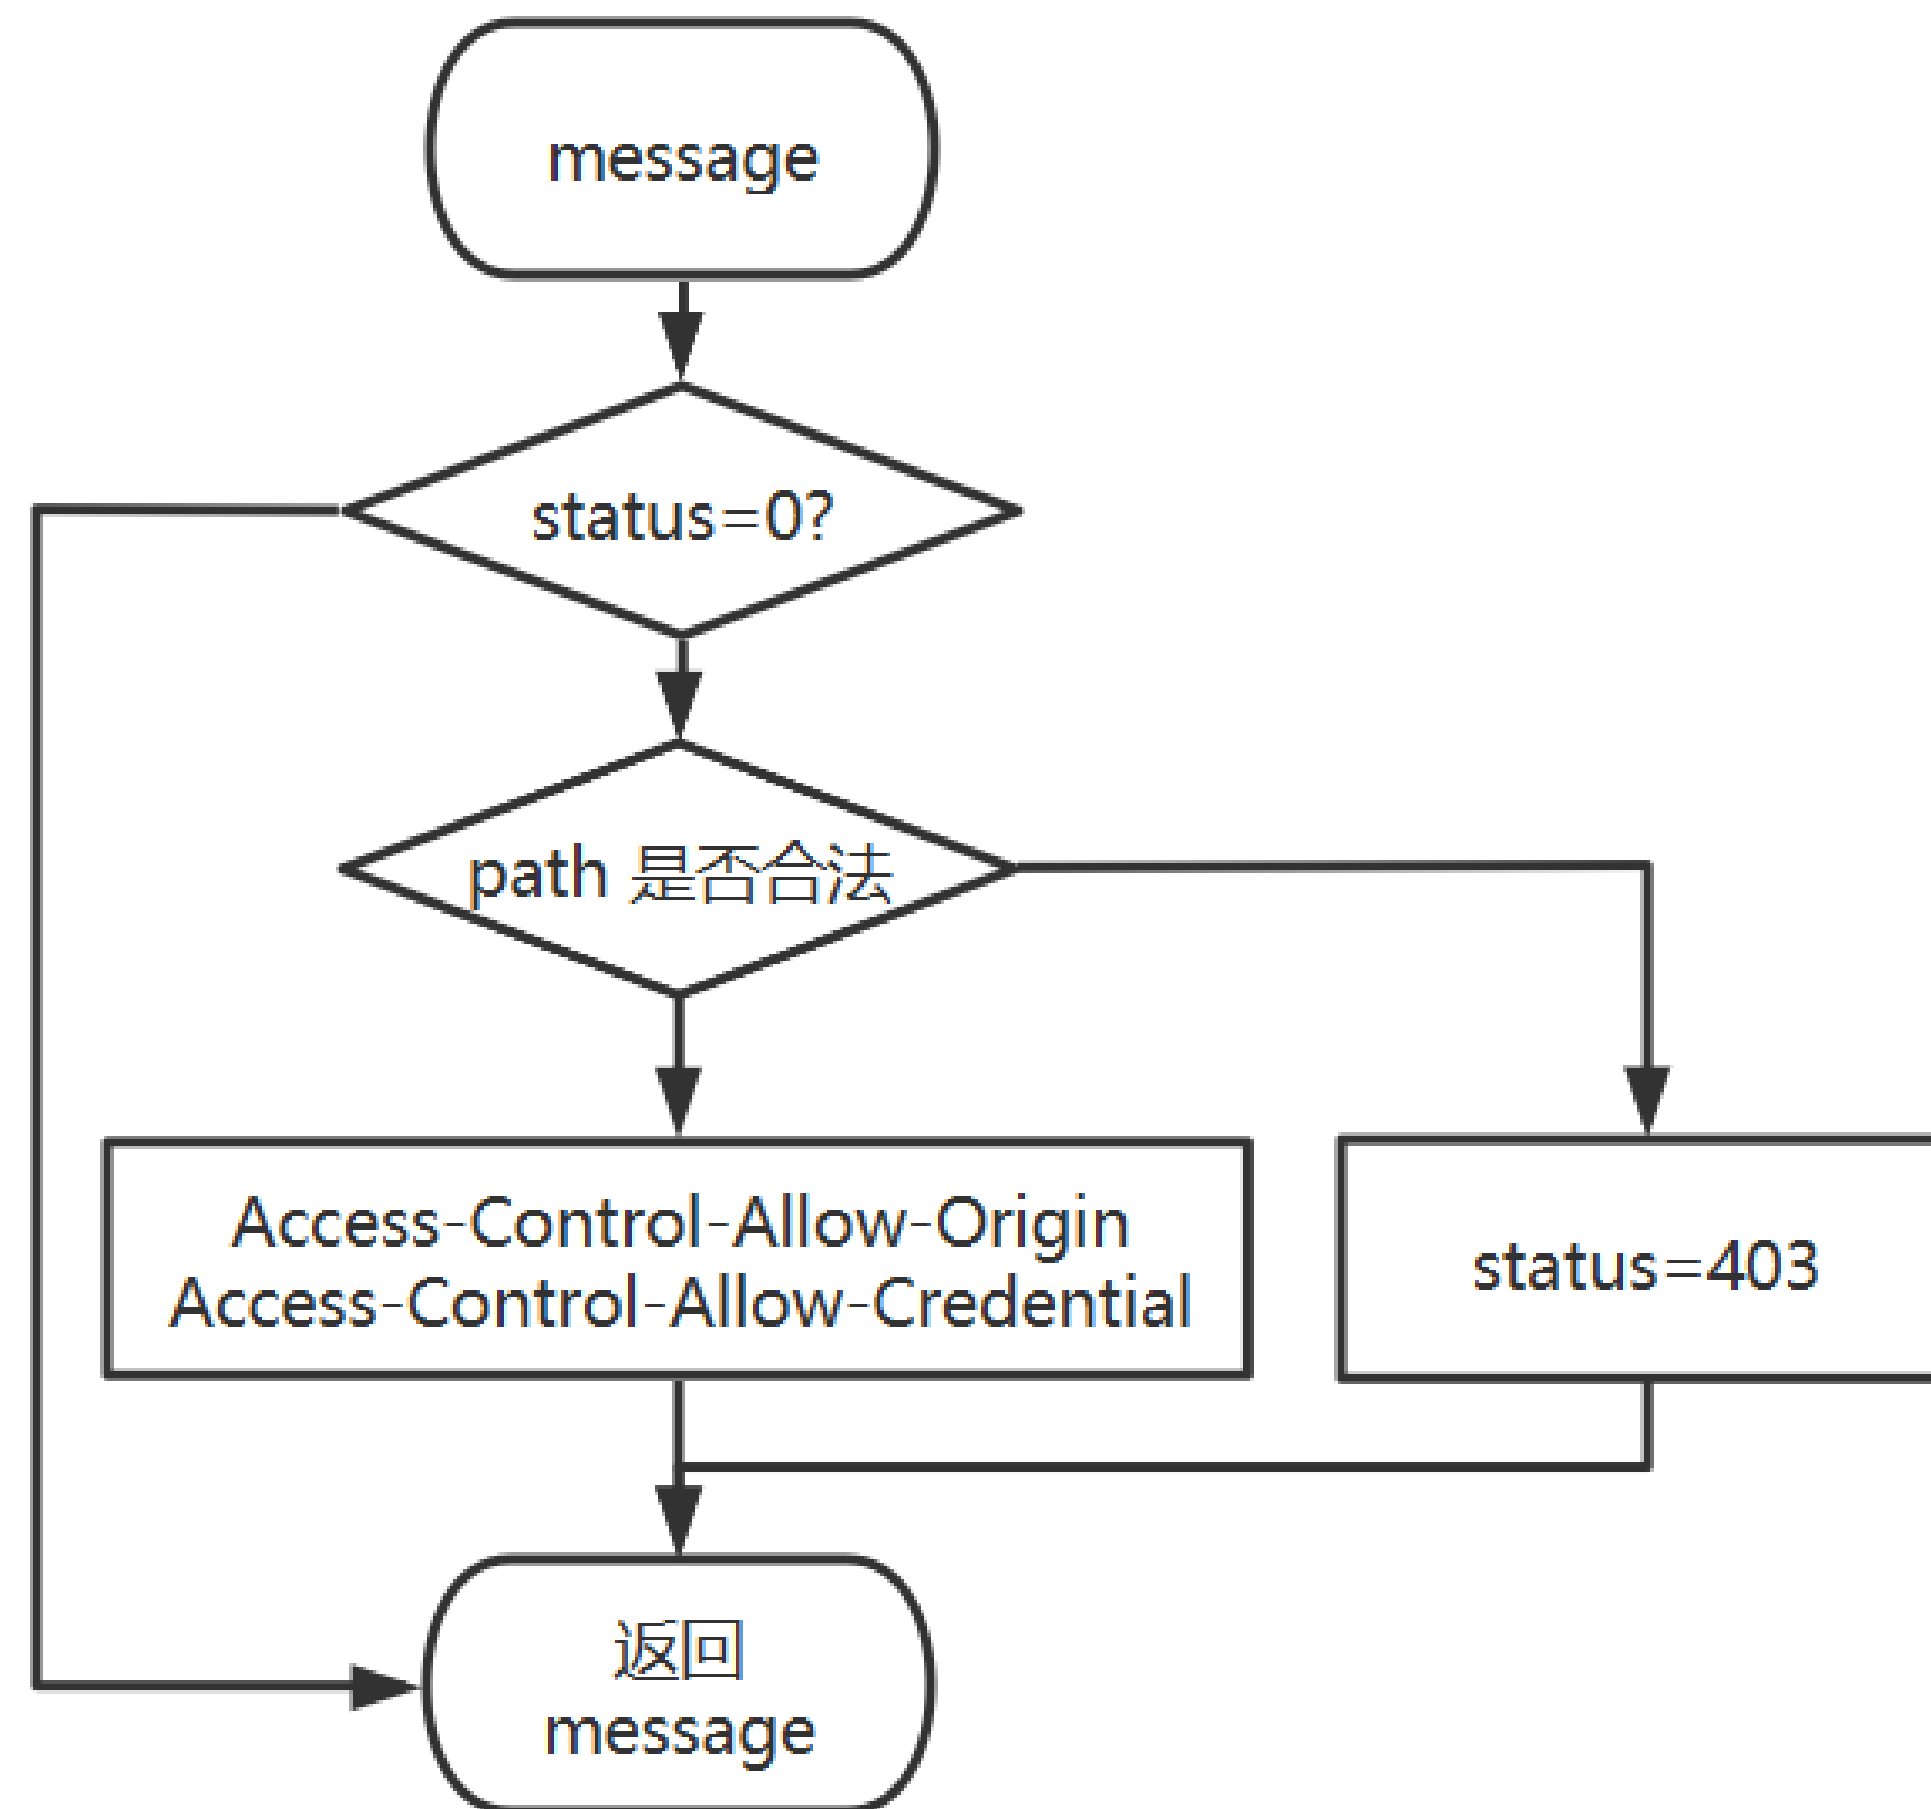 message
status=0?
path 是否合法
Access-Control-Allow-Origin
Access-Control-Allow-Credential
status=403
返回
message